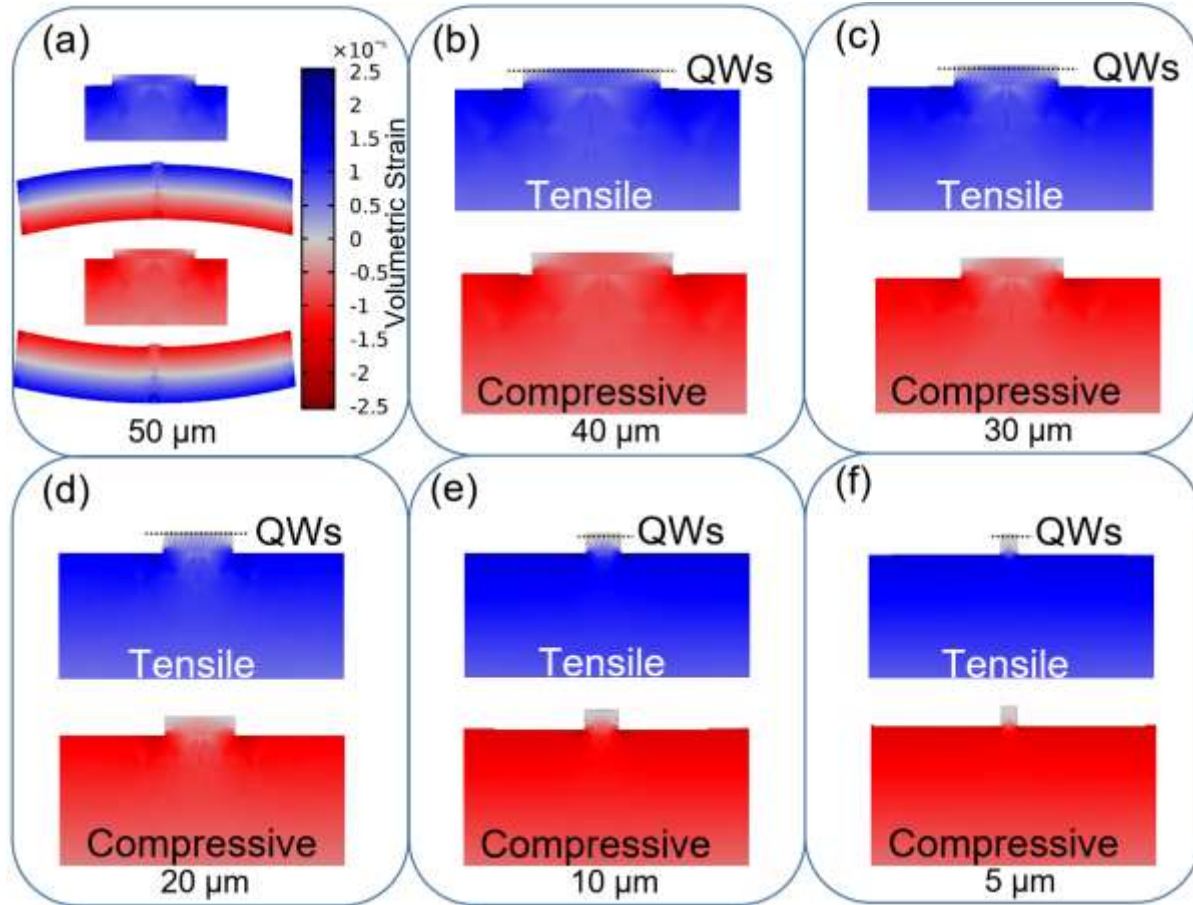 (a)
2.5
2
1.5
1
0.5
0
-0.5
-1
-1.5
-2
-2.5
Volumetric Strain
50 µm
(b)
QWs
Tensile
Compressive
40 µm
(c)
QWs
Tensile
Compressive
30 µm
(d)
QWs
Tensile
Compressive
20 µm
(e)
QWs
Tensile
Compressive
10 µm
(f)
QWs
Tensile
Compressive
5 µm